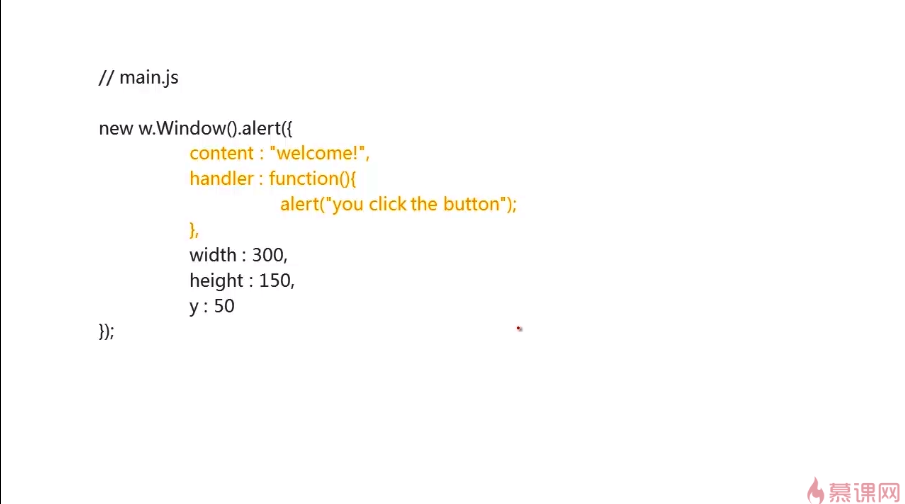 // main.js
new w.Window().alert({
content : "welcome!",
handler : function(){
alert("you click the button");
},
width : 300,
height : 150,
y : 50
});
慕课网